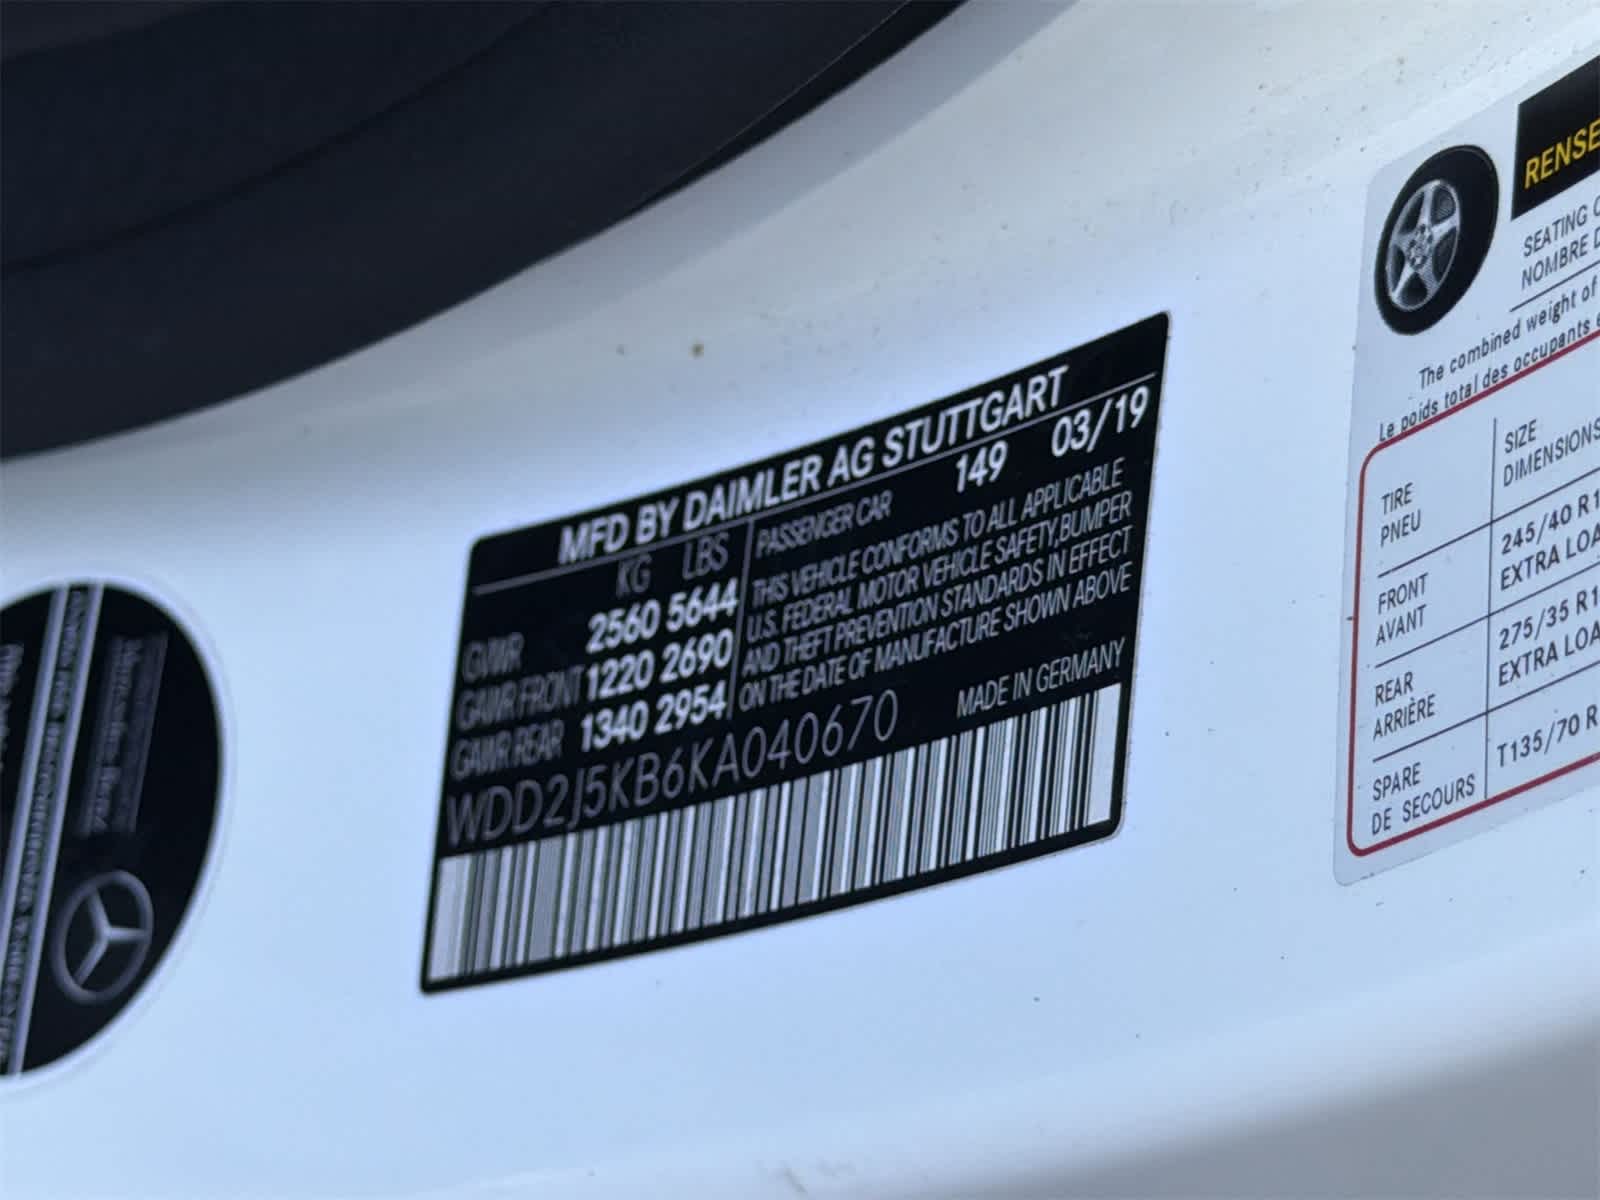 MFD BY DAIMLER AG STUTTGART
KG LBS
GVWR 2560 5644
GAWR FRONT 1220 2690
GAWR REAR 1340 2954
PASSENGER CAR 149 03/19
THIS VEHICLE CONFORMS TO ALL APPLICABLE
U.S. FEDERAL MOTOR VEHICLE SAFETY,BUMPER
AND THEFT PREVENTION STANDARDS IN EFFECT
ON THE DATE OF MANUFACTURE SHOWN ABOVE
WDD2J5KB6KA040670 MADE IN GERMANY
RENSE
SEATING
NOMBRE
The combined weight of
Le poids total des occupants
TIRE
PNEU
SIZE
DIMENSIONS
FRONT
AVANT
245/40 R1
EXTRA LOA
REAR
ARRIÈRE
275/35 R1
EXTRA LOA
SPARE
DE SECOURS
T135/70 R